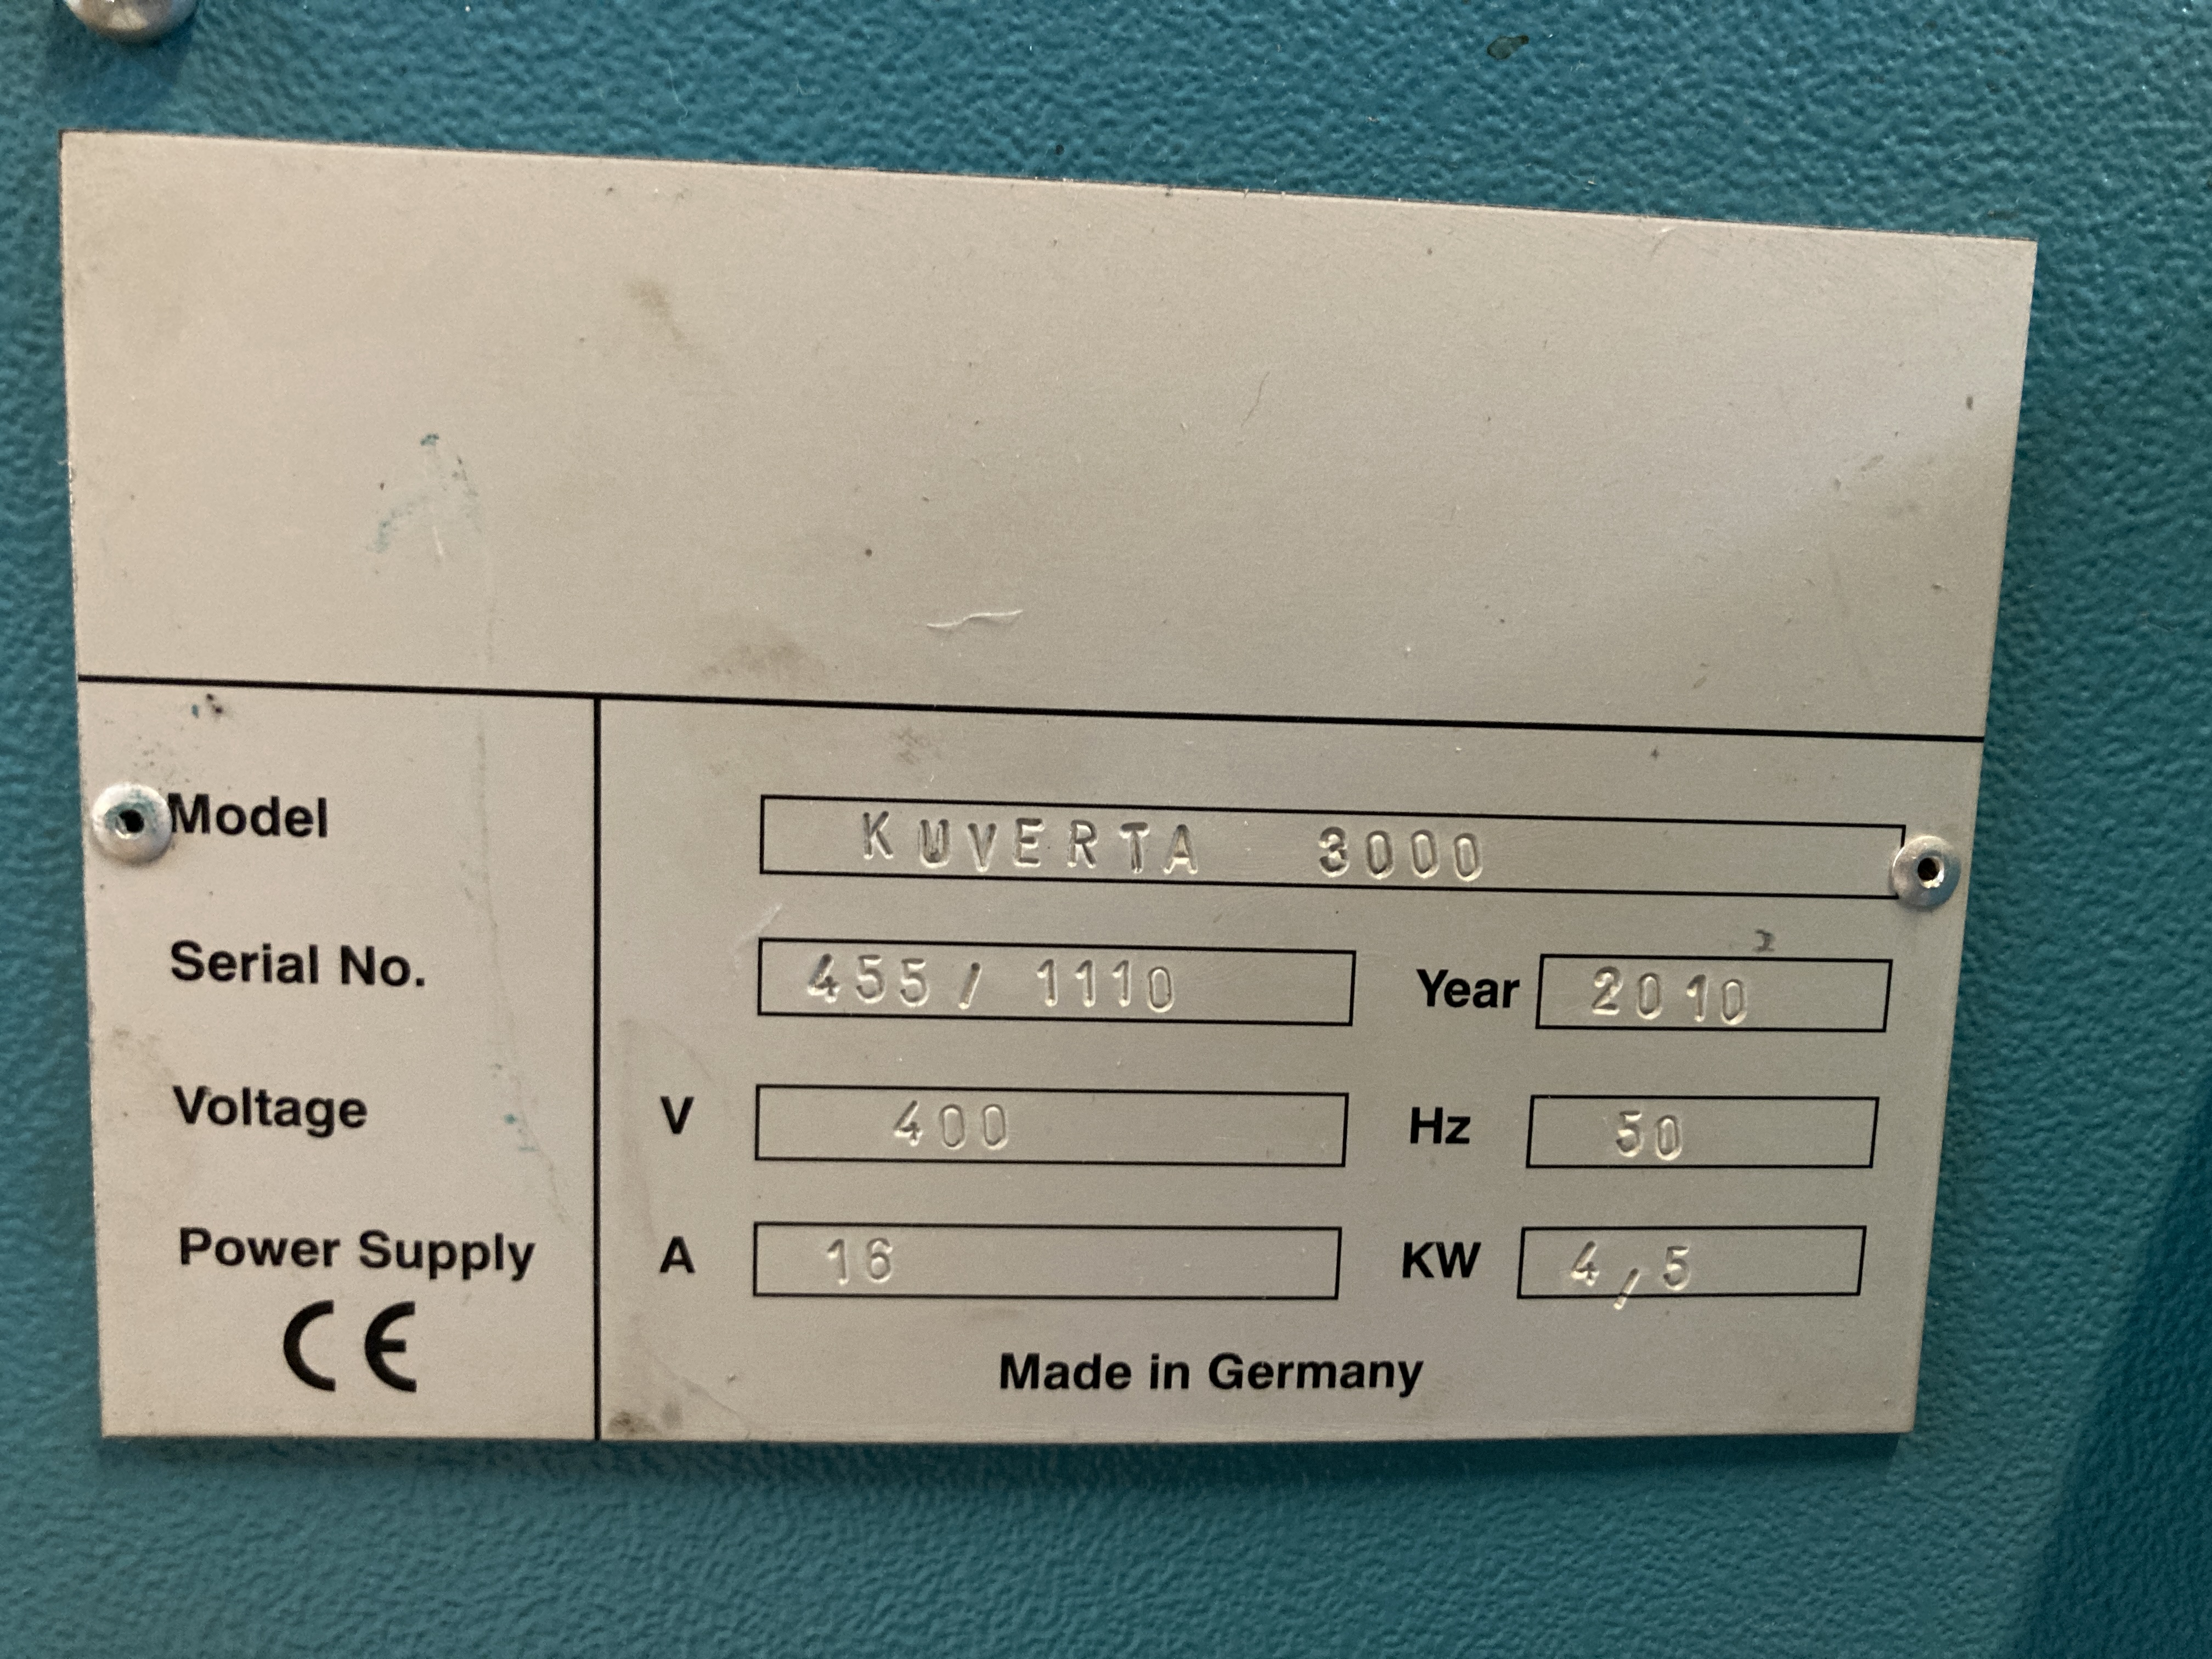 Model KUVERTA 3000
Serial No. 455/ 1110 Year 2010
Voltage V 400 Hz 50
Power Supply A 16 KW 4,5
CE
Made in Germany